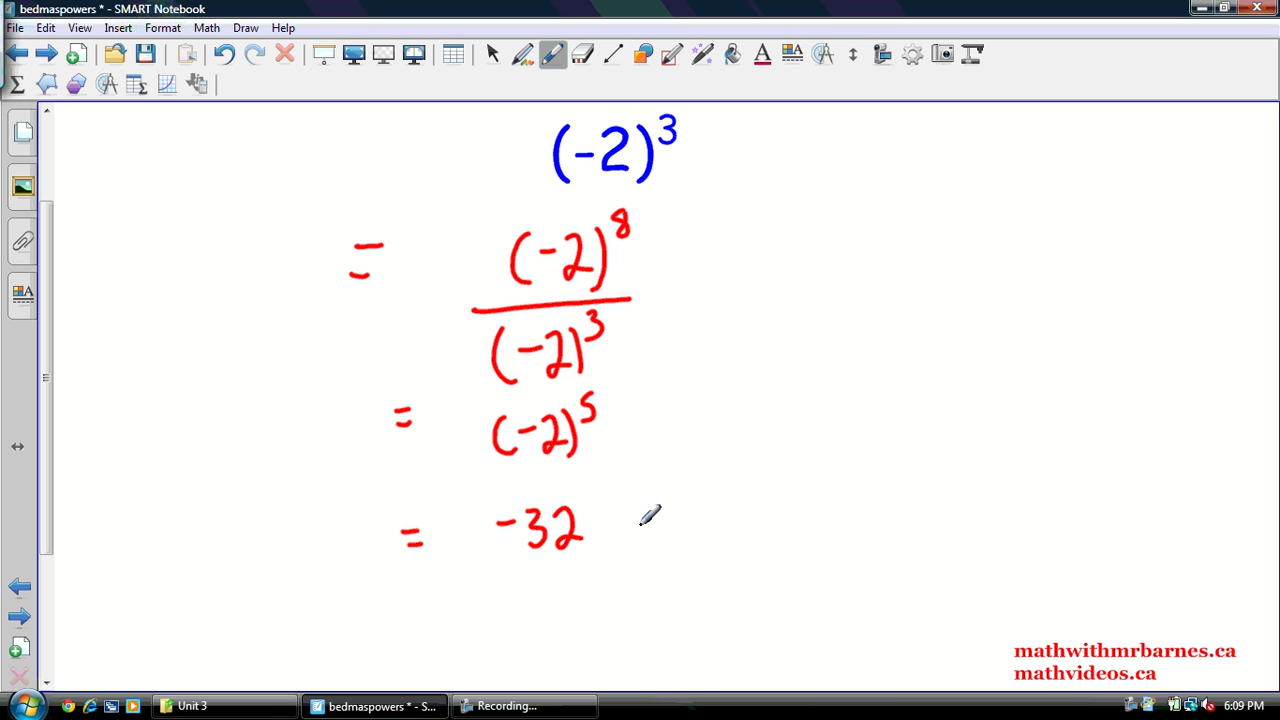 bedmaspowers * - SMART Notebook
File Edit View Insert Format Math Draw Help
(-2)³
= (-2)⁸
(-2)³
= (-2)⁵
= -32
mathwithmrbarnes.ca
mathvideos.ca
Unit 3 bedmaspowers * - S... Recording... 6:09 PM